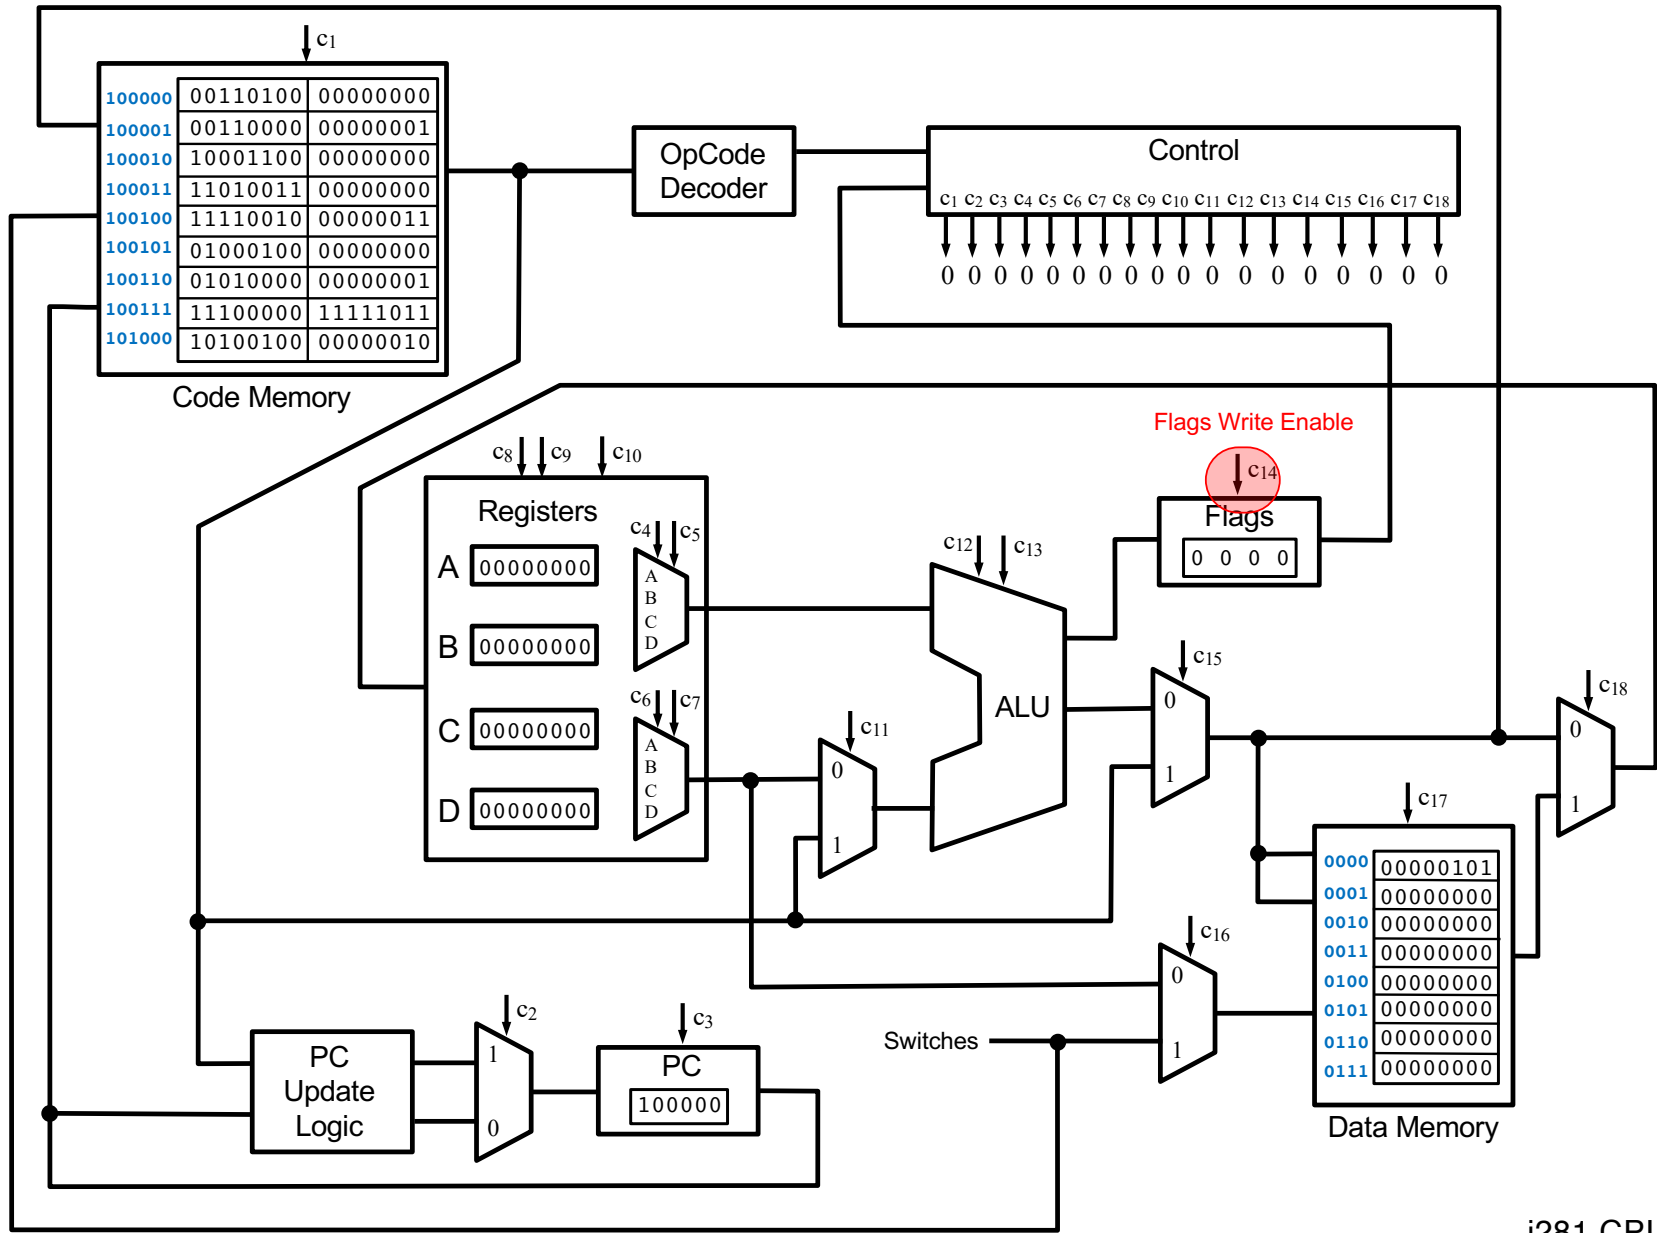 c1
100000 00110100 00000000
100001 00110000 00000001
100010 10001100 00000000
100011 11010011 00000000
100100 11110010 00000011
100101 01000100 00000000
100110 01010000 00000001
100111 11100000 11111011
101000 10100100 00000010
Code Memory
OpCode
Decoder
Control
c1 c2 c3 c4 c5 c6 c7 c8 c9 c10 c11 c12 c13 c14 c15 c16 c17 c18
0 0 0 0 0 0 0 0 0 0 0 0 0 0 0 0 0 0
Flags Write Enable
c14
Flags
0 0 0 0
c8 c9 c10
Registers
A 00000000
B 00000000
C 00000000
D 00000000
c4 c5
A
B
C
D
c6 c7
A
B
C
D
c11
0
1
c12 c13
ALU
c15
0
1
c18
0
1
c17
0000 00000101
0001 00000000
0010 00000000
0011 00000000
0100 00000000
0101 00000000
0110 00000000
0111 00000000
Data Memory
c16
0
1
Switches
PC
Update
Logic
c2
1
0
c3
PC
100000
i281 CPU